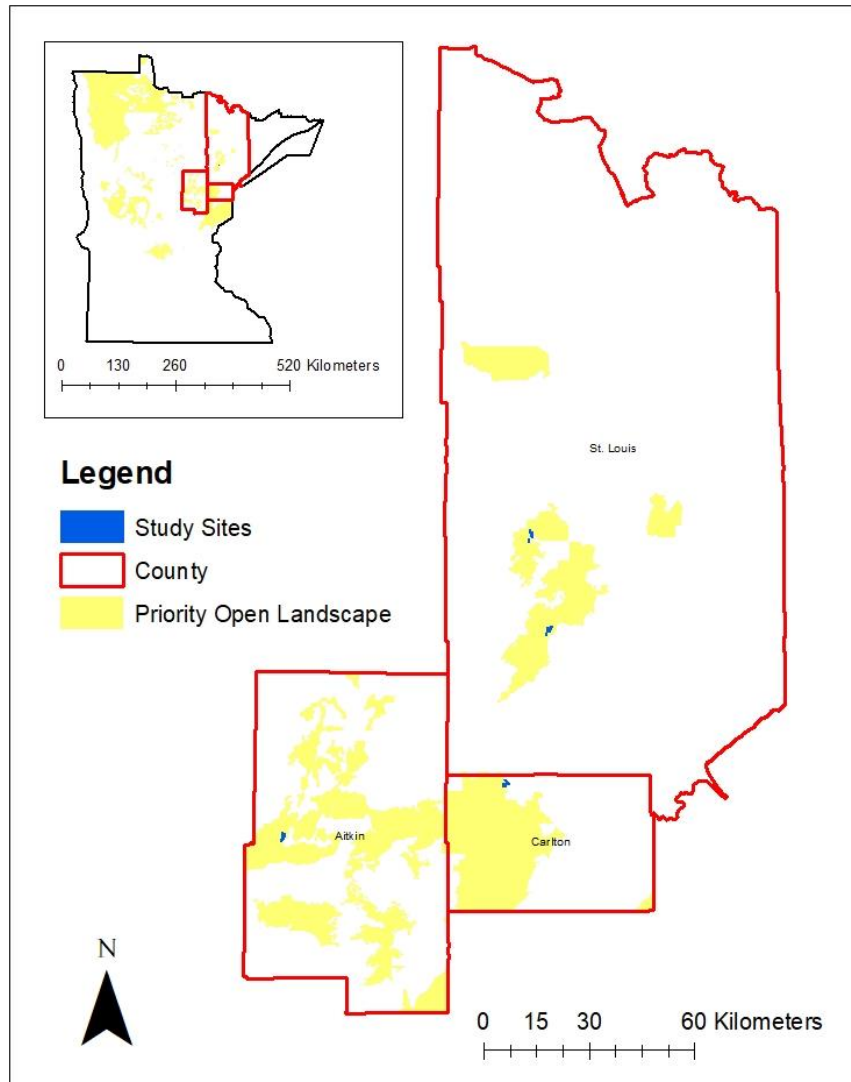 0 130 260 520 Kilometers
Legend
Study Sites
County
Priority Open Landscape
St. Louis
Aitkin
Carlton
N
0 15 30 60 Kilometers